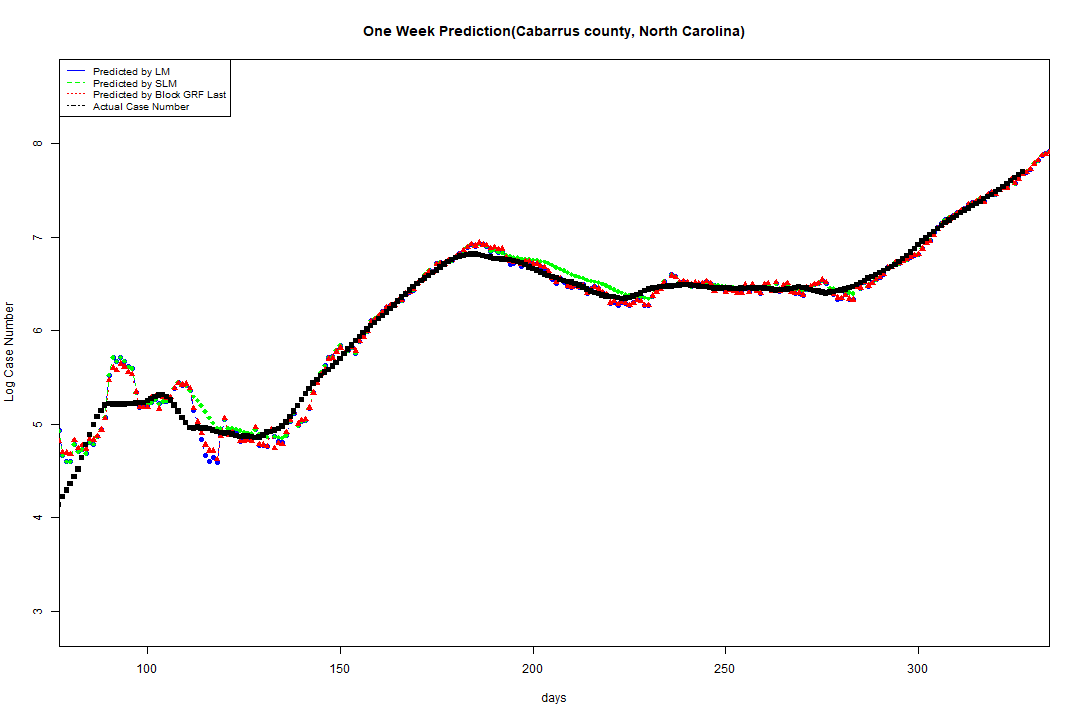 One Week Prediction(Cabarrus county, North Carolina)
Predicted by LM
Predicted by SLM
Predicted by Block GRF Last
Actual Case Number
Log Case Number
8
7
6
5
4
3
100 150 200 250 300
days